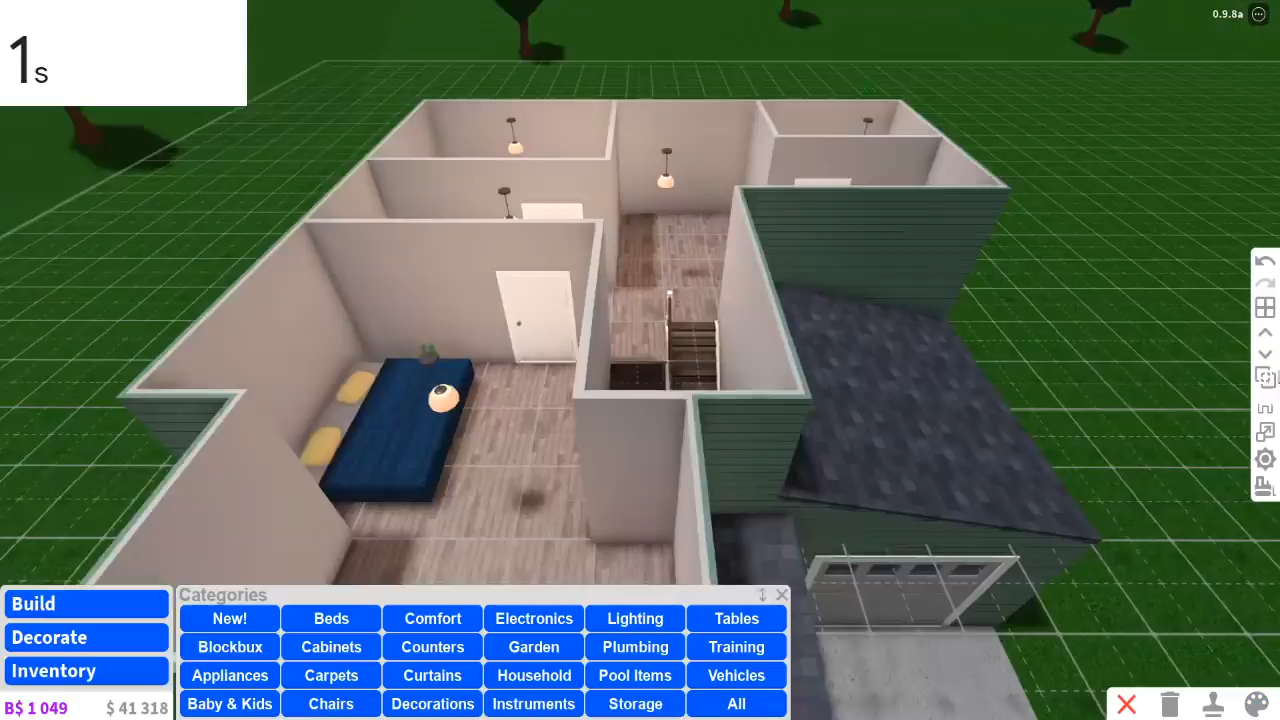 1s
0.9.8a
Build
Decorate
Inventory
B$ 1 049 $ 41 318
Categories
New! Beds Comfort Electronics Lighting Tables
Blockbux Cabinets Counters Garden Plumbing Training
Appliances Carpets Curtains Household Pool Items Vehicles
Baby & Kids Chairs Decorations Instruments Storage All